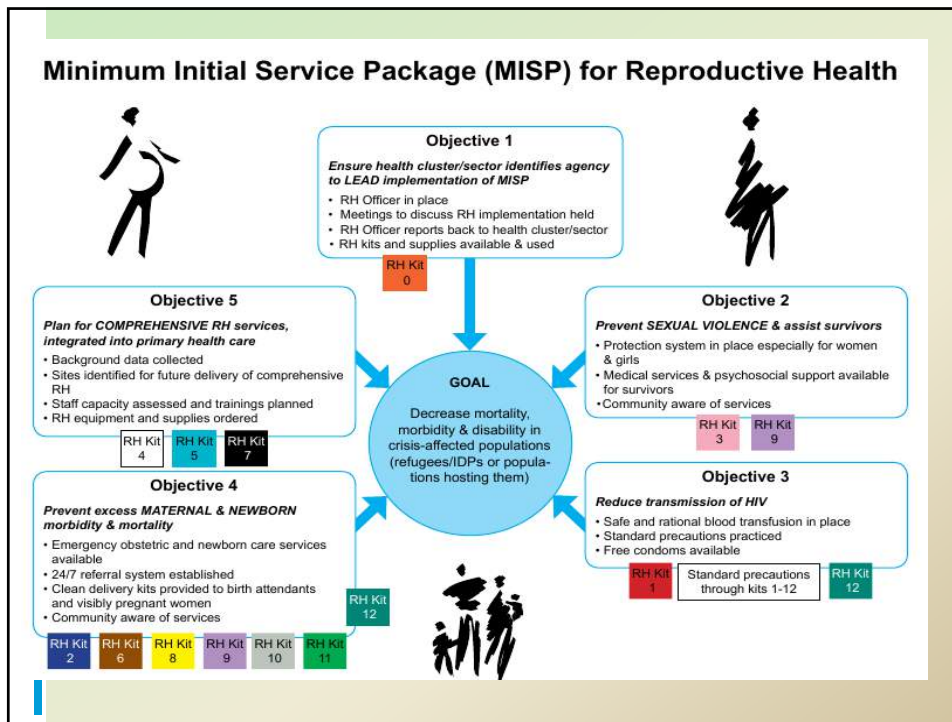 Minimum Initial Service Package (MISP) for Reproductive Health
Objective 1
Ensure health cluster/sector identifies agency
to LEAD implementation of MISP
• RH Officer in place
• Meetings to discuss RH implementation held
• RH Officer reports back to health cluster/sector
• RH kits and supplies available & used
RH Kit
0
Objective 5
Plan for COMPREHENSIVE RH services,
integrated into primary health care
• Background data collected
• Sites identified for future delivery of comprehensive
RH
• Staff capacity assessed and trainings planned
• RH equipment and supplies ordered
RH Kit
4
RH Kit
5
RH Kit
7
GOAL
Decrease mortality,
morbidity & disability in
crisis-affected populations
(refugees/IDPs or popula-
tions hosting them)
Objective 2
Prevent SEXUAL VIOLENCE & assist survivors
• Protection system in place especially for women
& girls
• Medical services & psychosocial support available
for survivors
• Community aware of services
RH Kit
3
RH Kit
9
Objective 4
Prevent excess MATERNAL & NEWBORN
morbidity & mortality
• Emergency obstetric and newborn care services
available
• 24/7 referral system established
• Clean delivery kits provided to birth attendants
and visibly pregnant women
• Community aware of services
RH Kit
12
RH Kit
2
RH Kit
6
RH Kit
8
RH Kit
9
RH Kit
10
RH Kit
11
Objective 3
Reduce transmission of HIV
• Safe and rational blood transfusion in place
• Standard precautions practiced
• Free condoms available
RH Kit
1
Standard precautions
through kits 1-12
RH Kit
12